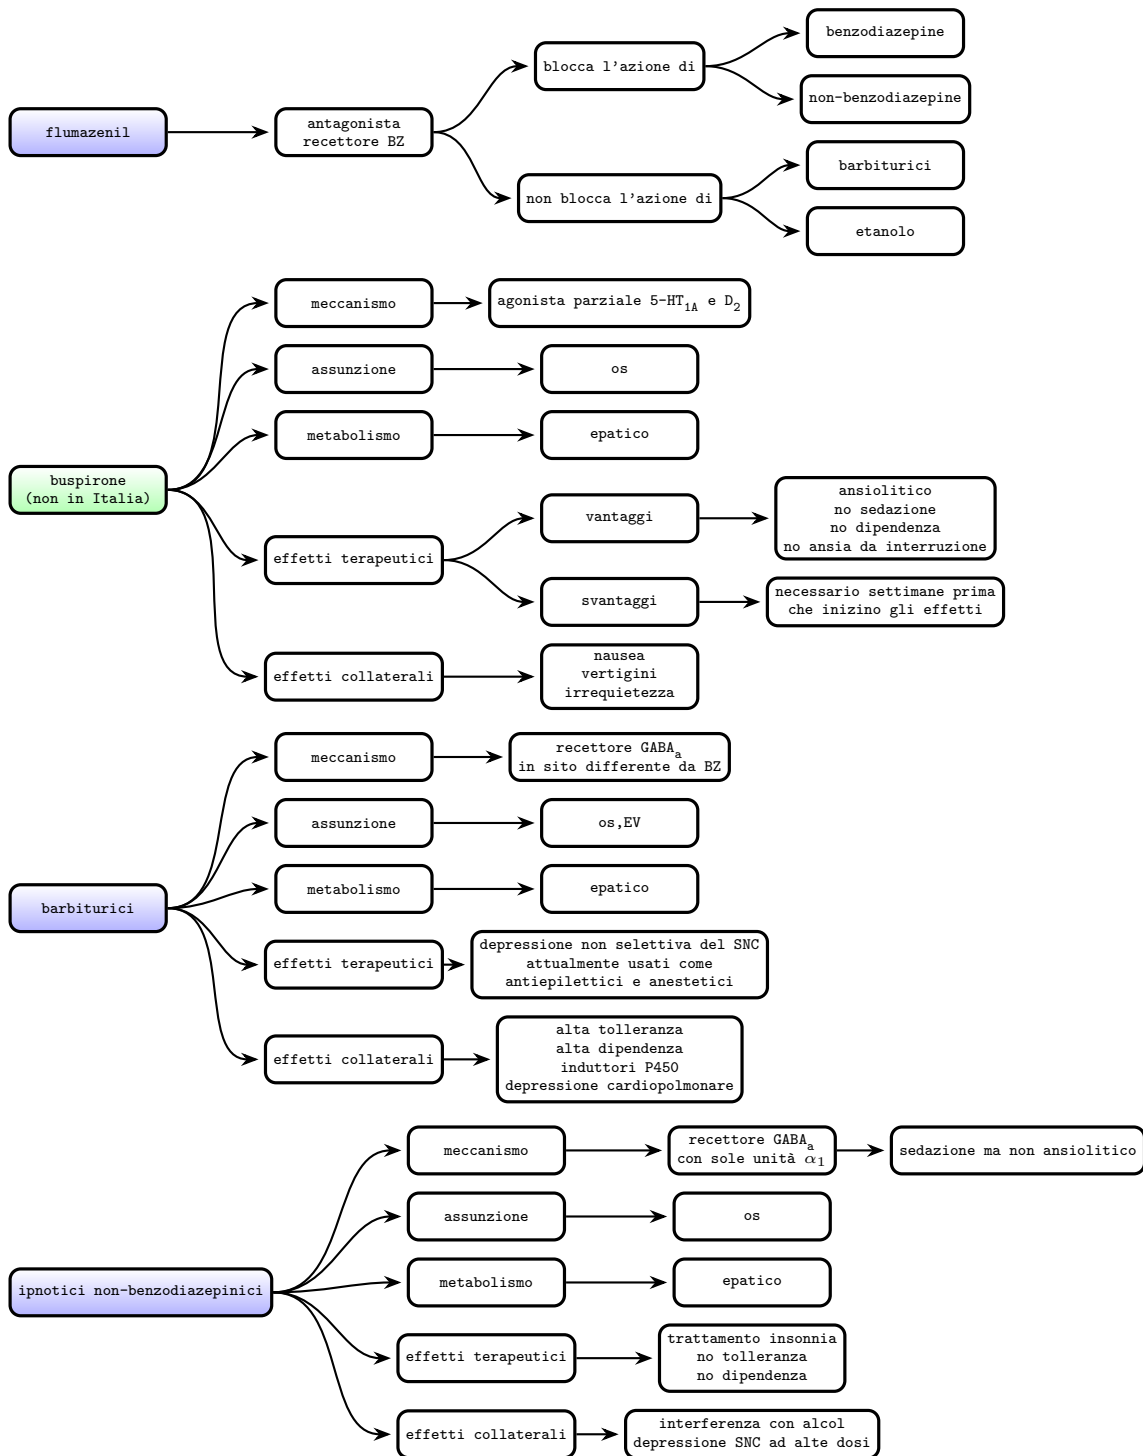 flumazenil
antagonista
recettore BZ
blocca l'azione di
benzodiazepine
non-benzodiazepine
non blocca l'azione di
barbiturici
etanolo
buspirone
(non in Italia)
meccanismo
agonista parziale 5-HT1A e D2
assunzione
os
metabolismo
epatico
effetti terapeutici
vantaggi
ansiolitico
no sedazione
no dipendenza
no ansia da interruzione
svantaggi
necessario settimane prima
che inizino gli effetti
effetti collaterali
nausea
vertigini
irrequietezza
barbiturici
meccanismo
recettore GABAa
in sito differente da BZ
assunzione
os,EV
metabolismo
epatico
effetti terapeutici
depressione non selettiva del SNC
attualmente usati come
antiepilettici e anestetici
effetti collaterali
alta tolleranza
alta dipendenza
induttori P450
depressione cardiopolmonare
ipnotici non-benzodiazepinici
meccanismo
recettore GABAa
con sole unità α1
sedazione ma non ansiolitico
assunzione
os
metabolismo
epatico
effetti terapeutici
trattamento insonnia
no tolleranza
no dipendenza
effetti collaterali
interferenza con alcol
depressione SNC ad alte dosi